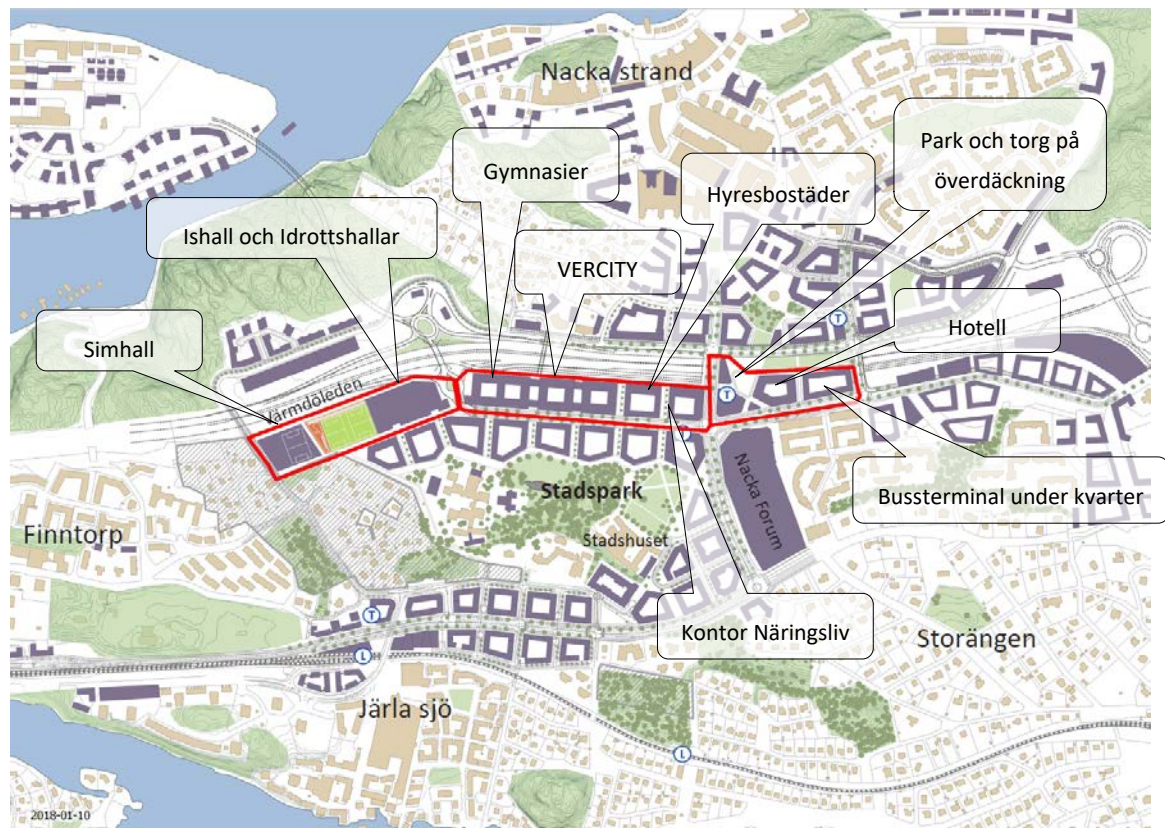 Nacka strand
Park och torg på
överdäckning
Gymnasier
Hyresbostäder
Ishall och Idrottshallar
VERCITY
Hotell
Simhall
Värmdöleden
T
T
Stadspark
Nacka Forum
Bussterminal under kvarter
Finntorp
Stadshuset
Kontor Näringsliv
Storängen
T
L
Järla sjö
L
2018-01-10